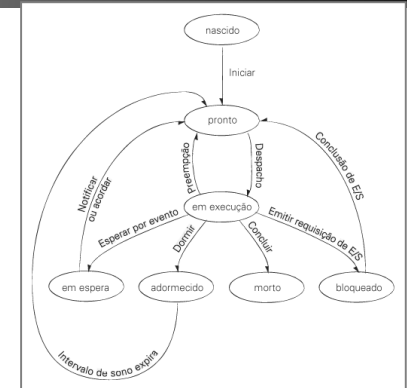 nascido
Iniciar
pronto
Preempção
Despacho
Conclusão de E/S
Notificar
ou acordar
em execução
Esperar por evento
Dormir
Concluir
Emitir requisição de E/S
em espera
adormecido
morto
bloqueado
Intervalo de sono expira